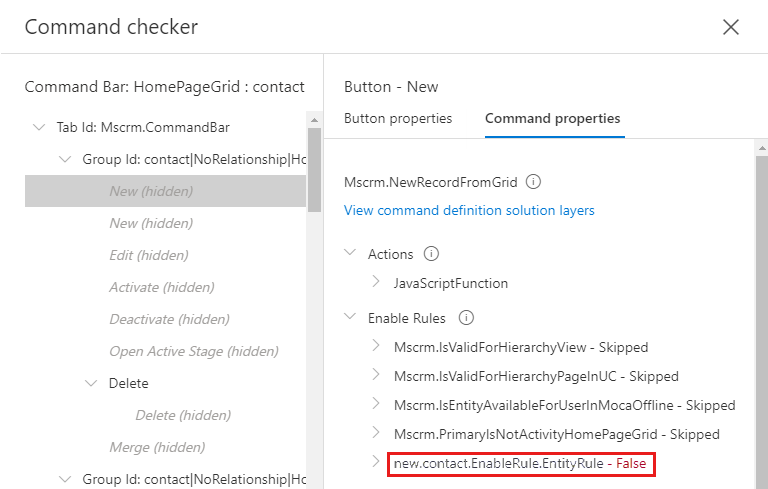 Command checker
Command Bar: HomePageGrid : contact
Tab Id: Mscrm.CommandBar
Group Id: contact|NoRelationship|Ho
New (hidden)
New (hidden)
Edit (hidden)
Activate (hidden)
Deactivate (hidden)
Open Active Stage (hidden)
Delete
Delete (hidden)
Merge (hidden)
Group Id: contact|NoRelationship|Ho
Button - New
Button properties
Command properties
Mscrm.NewRecordFromGrid
View command definition solution layers
Actions
JavaScriptFunction
Enable Rules
Mscrm.IsValidForHierarchyView - Skipped
Mscrm.IsValidForHierarchyPageInUC - Skipped
Mscrm.IsEntityAvailableForUserInMocaOffline - Skipped
Mscrm.PrimaryIsNotActivityHomePageGrid - Skipped
new.contact.EnableRule.EntityRule - False